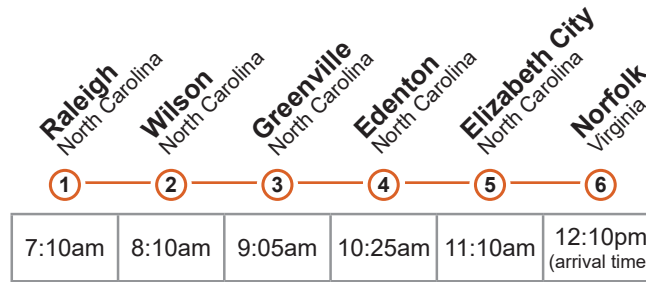 Raleigh
North Carolina
Wilson
North Carolina
Greenville
North Carolina
Edenton
North Carolina
Elizabeth City
North Carolina
Norfolk
Virginia
1 2 3 4 5 6
7:10am 8:10am 9:05am 10:25am 11:10am 12:10pm
(arrival time